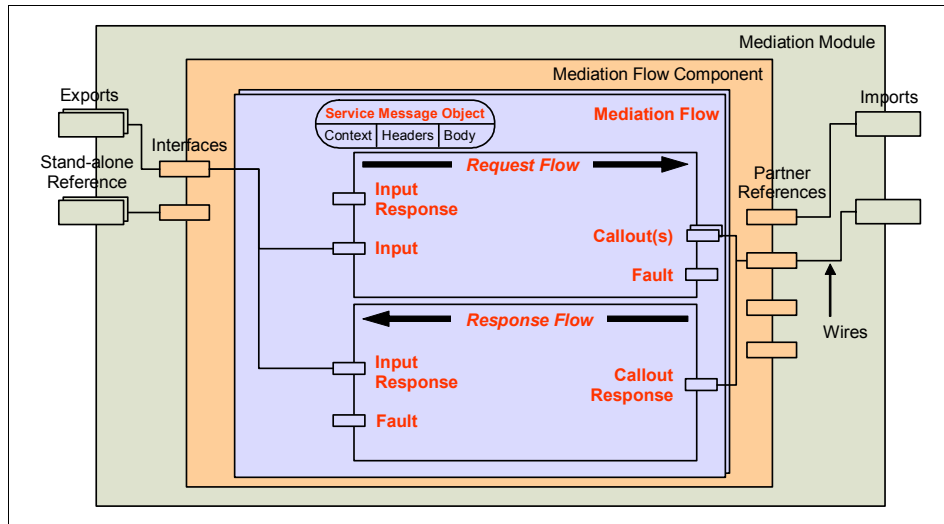 Mediation Module
Mediation Flow Component
Exports
Imports
Service Message Object
Mediation Flow
Context
Headers
Body
Interfaces
Stand-alone
Reference
Request Flow
Partner
References
Input
Response
Input
Callout(s)
Fault
Response Flow
Wires
Input
Response
Callout
Response
Fault